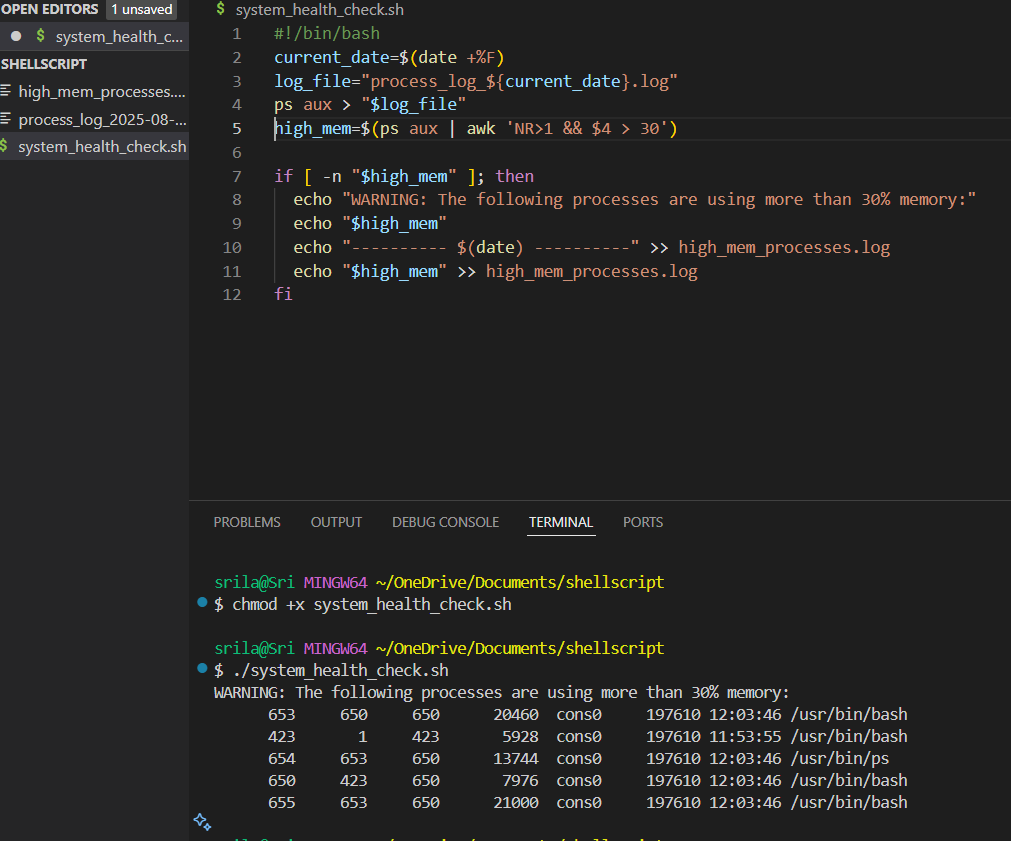 OPEN EDITORS 1 unsaved
$ system_health_c...
SHELLSCRIPT
high_mem_processes....
process_log_2025-08-...
$ system_health_check.sh
$ system_health_check.sh
1 #!/bin/bash
2 current_date=$(date +%F)
3 log_file="process_log_${current_date}.log"
4 ps aux > "$log_file"
5 high_mem=$(ps aux | awk 'NR>1 && $4 > 30')
6
7 if [ -n "$high_mem" ]; then
8 echo "WARNING: The following processes are using more than 30% memory:"
9 echo "$high_mem"
10 echo "---------- $(date) ----------" >> high_mem_processes.log
11 echo "$high_mem" >> high_mem_processes.log
12 fi
PROBLEMS OUTPUT DEBUG CONSOLE TERMINAL PORTS
srila@Sri MINGW64 ~/OneDrive/Documents/shellscript
$ chmod +x system_health_check.sh
srila@Sri MINGW64 ~/OneDrive/Documents/shellscript
$ ./system_health_check.sh
WARNING: The following processes are using more than 30% memory:
653 650 650 20460 cons0 197610 12:03:46 /usr/bin/bash
423 1 423 5928 cons0 197610 11:53:55 /usr/bin/bash
654 653 650 13744 cons0 197610 12:03:46 /usr/bin/ps
650 423 650 7976 cons0 197610 12:03:46 /usr/bin/bash
655 653 650 21000 cons0 197610 12:03:46 /usr/bin/bash